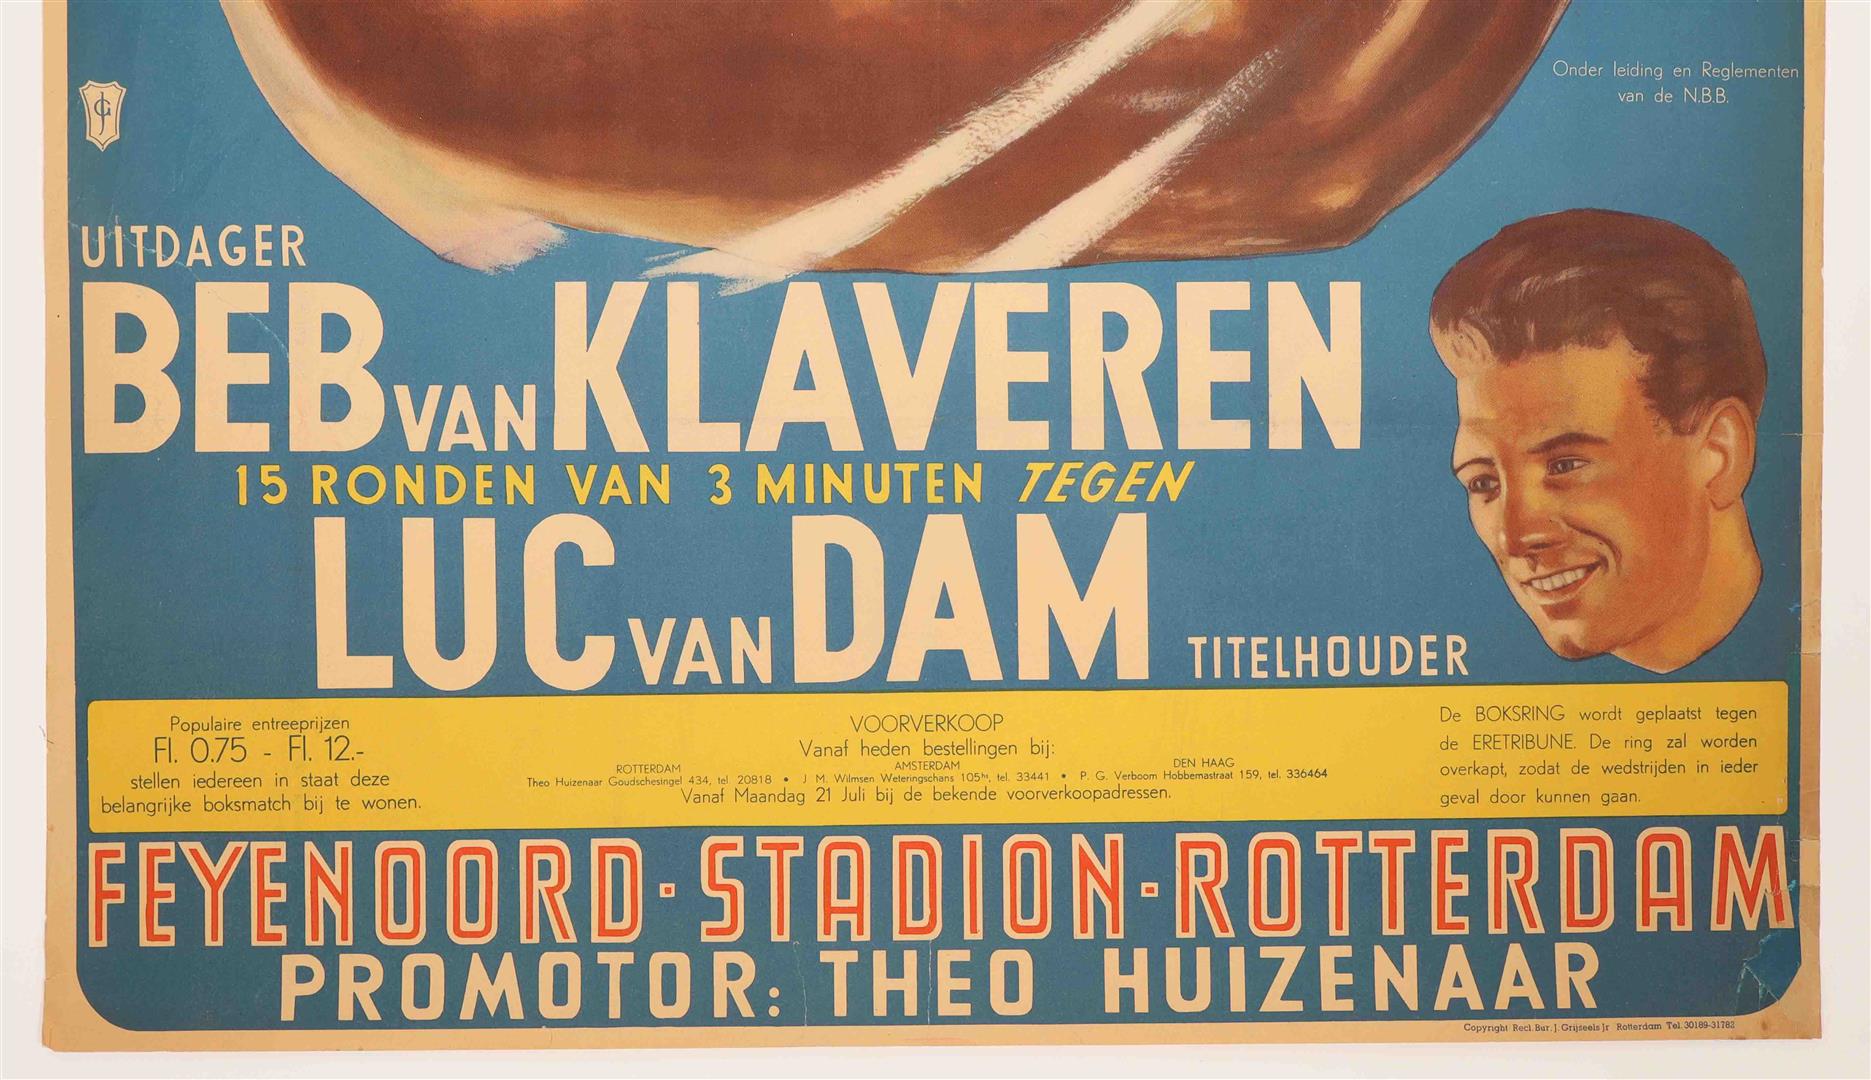 Onder leiding en Reglementen
van de N.B.B.
JG
UITDAGER
BEB VAN KLAVEREN
15 RONDEN VAN 3 MINUTEN TEGEN
LUC VAN DAM TITELHOUDER
Populaire entreeprijzen
Fl. 0.75 - Fl. 12.-
stellen iedereen in staat deze
belangrijke boksmatch bij te wonen.
VOORVERKOOP
Vanaf heden bestellingen bij:
ROTTERDAM AMSTERDAM DEN HAAG
Theo Huizenaar Goudschesingel 434, tel 20818 • J M. Wilmsen Weteringschans 105hs, tel. 33441 • P. G. Verboom Hobbemastraat 159, tel. 336464
Vanaf Maandag 21 Juli bij de bekende voorverkoopadressen.
De BOKSRING wordt geplaatst tegen
de ERETRIBUNE. De ring zal worden
overkapt, zodat de wedstrijden in ieder
geval door kunnen gaan.
FEYENOORD·STADION·ROTTERDAM
PROMOTOR: THEO HUIZENAAR
Copyright Recl. Bur. J. Grijseels Jr Rotterdam Tel. 30189-31782